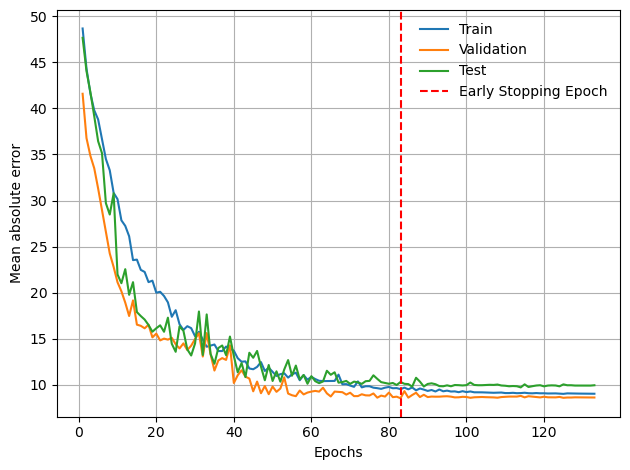 50
45
40
35
30
25
20
15
10
Mean absolute error
Train
Validation
Test
Early Stopping Epoch
0 20 40 60 80 100 120
Epochs